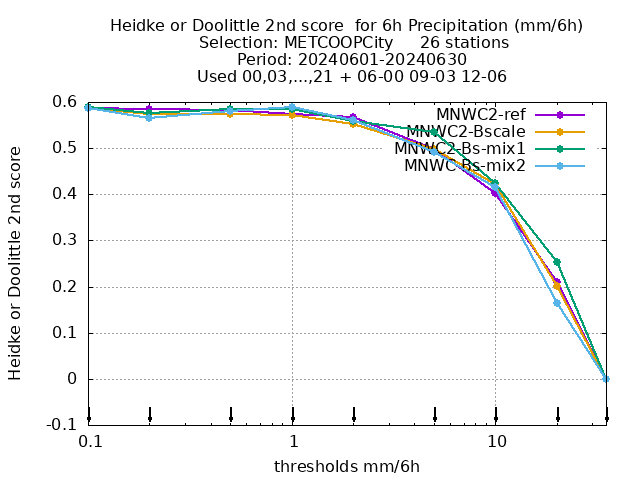 Heidke or Doolittle 2nd score  for 6h Precipitation (mm/6h)
Selection: METCOOPCity     26 stations
Period: 20240601-20240630
Used 00,03,...,21 + 06-00 09-03 12-06
Heidke or Doolittle 2nd score
0.6
0.5
0.4
0.3
0.2
0.1
0
-0.1
MNWC2-ref
MNWC2-Bscale
MNWC2-Bs-mix1
MNWC-Bs-mix2
0.1
1
10
thresholds mm/6h